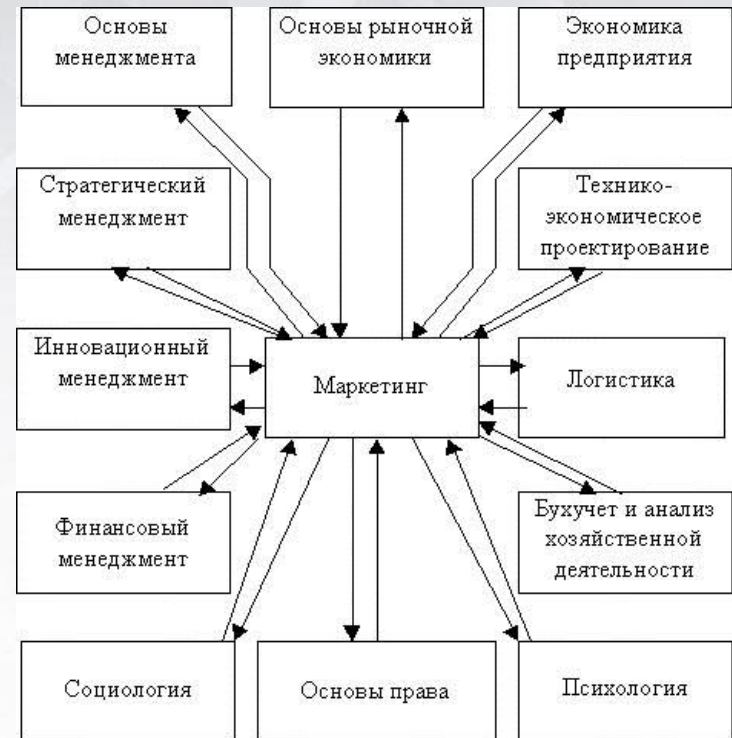 Основы
менеджмента
Основы рыночной
экономики
Экономика
предприятия
Стратегический
менеджмент
Технико-
экономическое
проектирование
Инновационный
менеджмент
Маркетинг
Логистика
Финансовый
менеджмент
Бухучет и анализ
хозяйственной
деятельности
Социология
Основы права
Психология